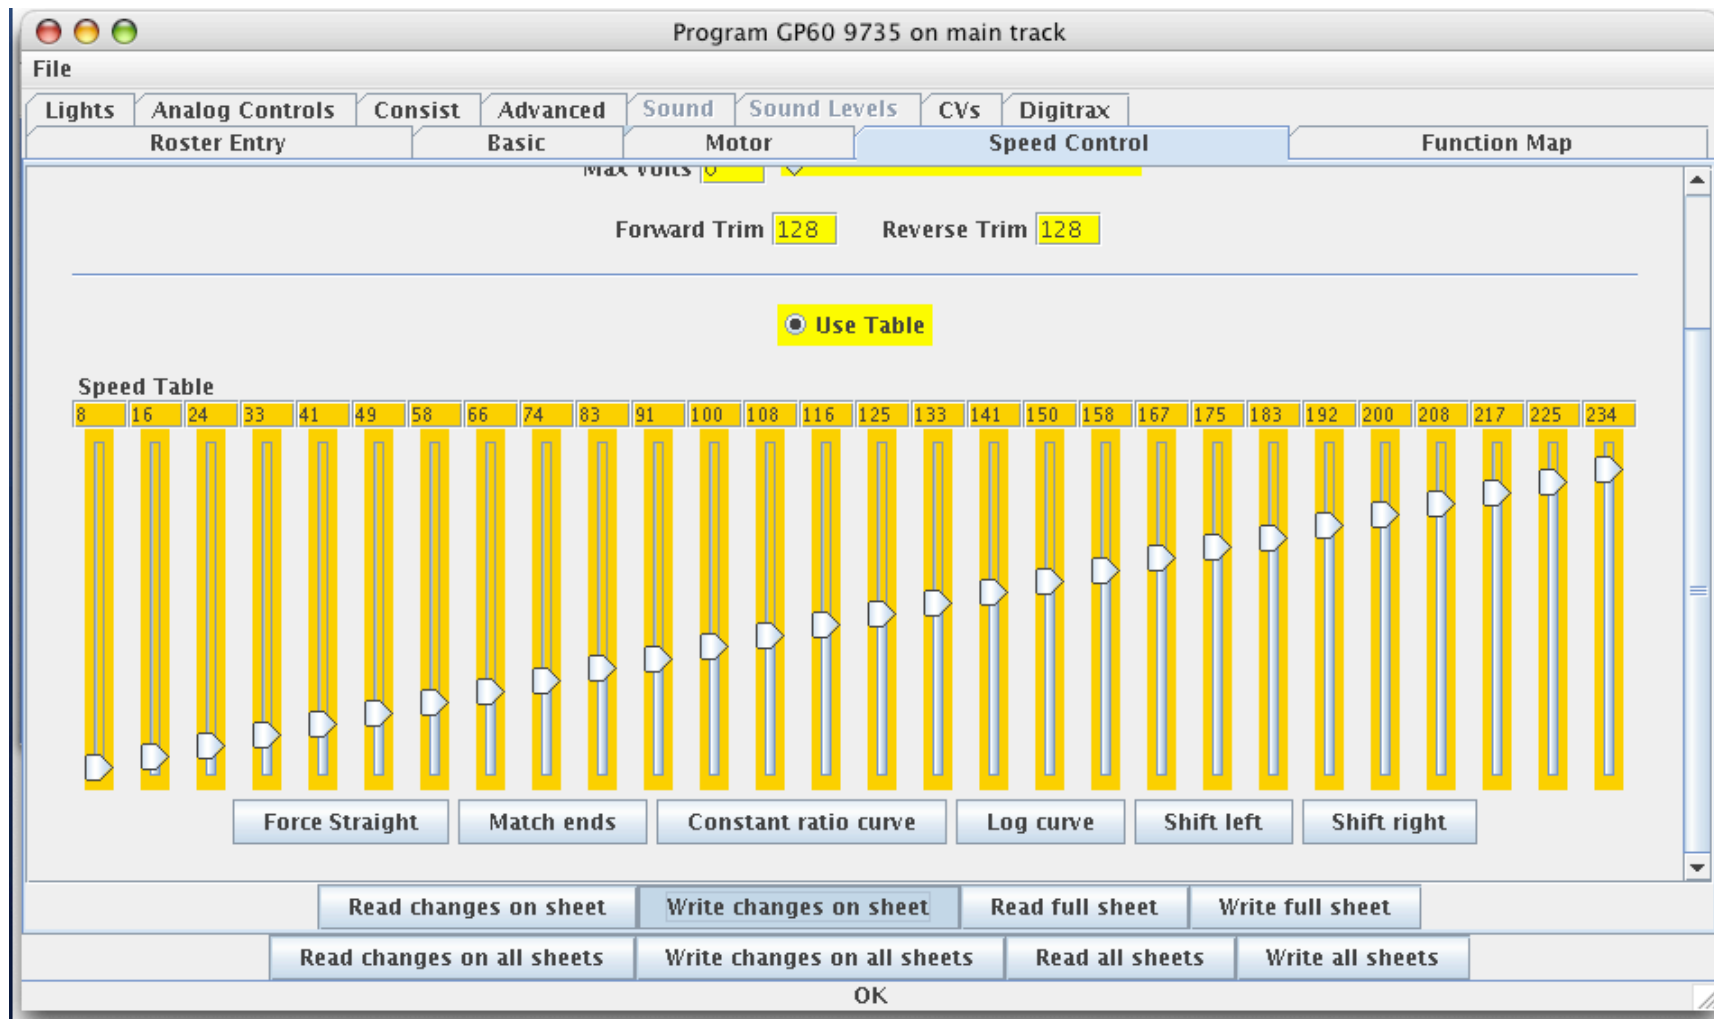 Program GP60 9735 on main track
File
Lights Analog Controls Consist Advanced Sound Sound Levels CVs Digitrax
Roster Entry Basic Motor Speed Control Function Map
Max Volts 0
Forward Trim 128 Reverse Trim 128
Use Table
Speed Table
8 16 24 33 41 49 58 66 74 83 91 100 108 116 125 133 141 150 158 167 175 183 192 200 208 217 225 234
Force Straight Match ends Constant ratio curve Log curve Shift left Shift right
Read changes on sheet Write changes on sheet Read full sheet Write full sheet
Read changes on all sheets Write changes on all sheets Read all sheets Write all sheets
OK